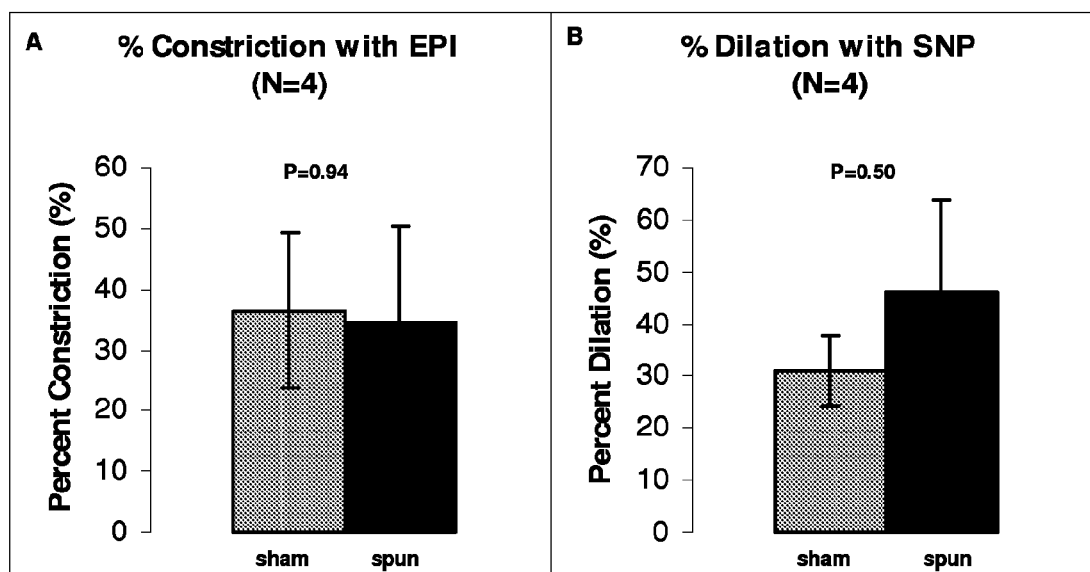 A
% Constriction with EPI
(N=4)
P=0.94
Percent Constriction (%)
60
50
40
30
20
10
0
sham spun
B
% Dilation with SNP
(N=4)
P=0.50
Percent Dilation (%)
70
60
50
40
30
20
10
0
sham spun